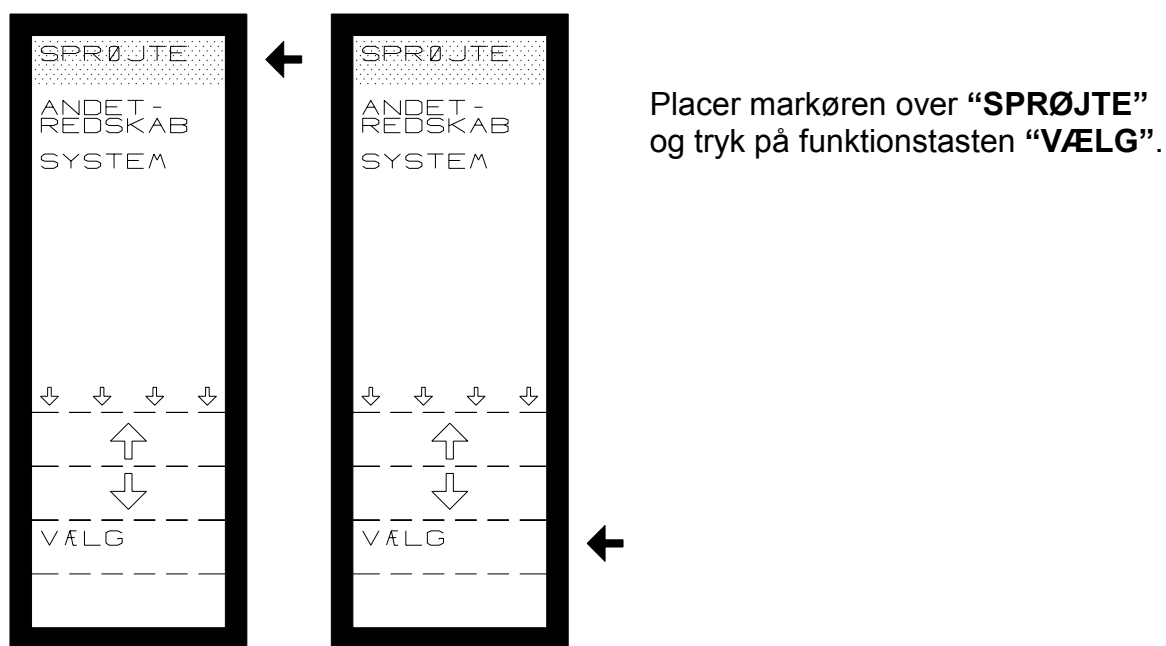 SPRØJTE
ANDET-
REDSKAB
SYSTEM
VÆLG
SPRØJTE
ANDET-
REDSKAB
SYSTEM
VÆLG
Placer markøren over “SPRØJTE”
og tryk på funktionstasten “VÆLG”.